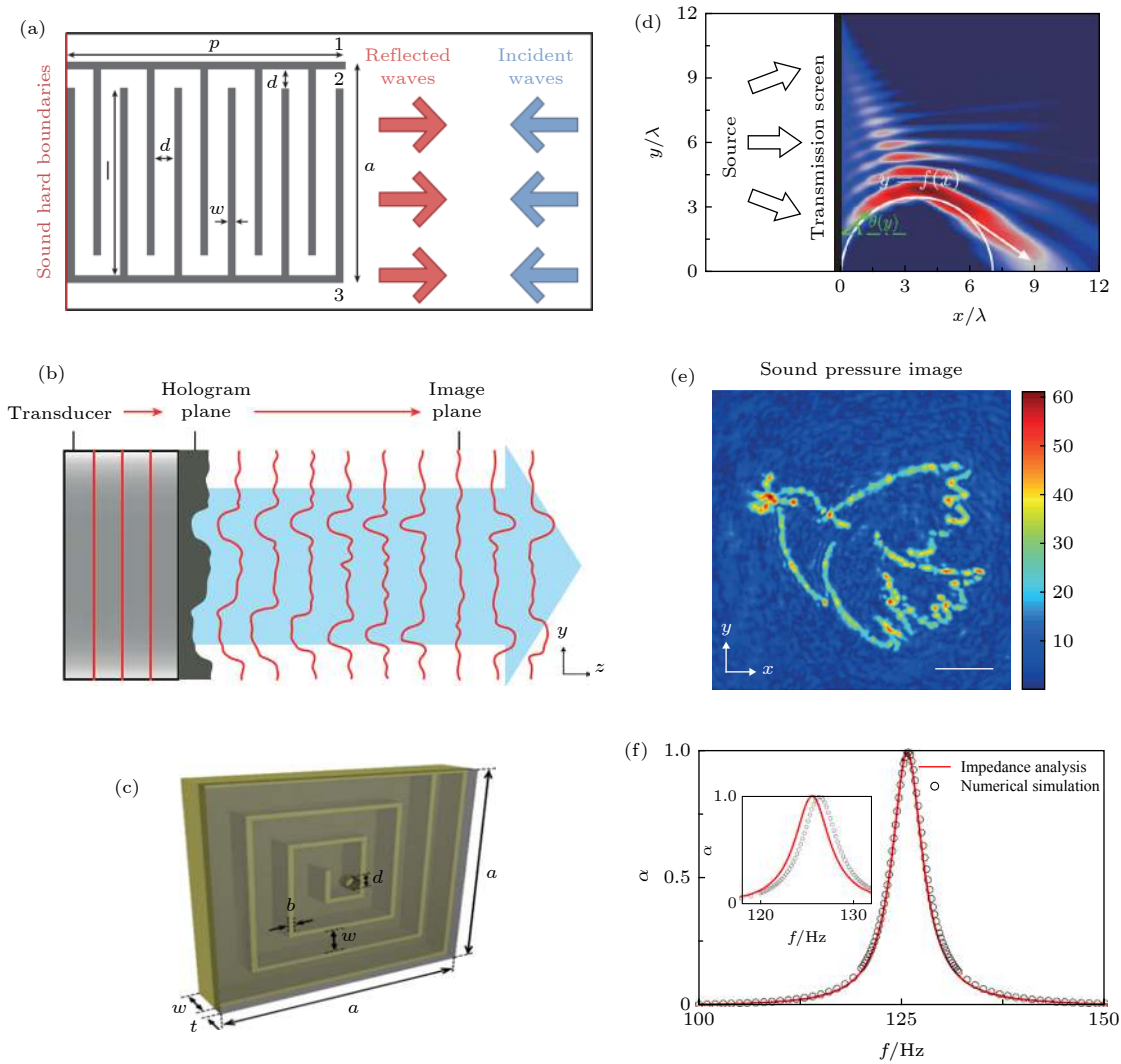 (a)
Sound hard boundaries
p
1
2
3
d
d
l
w
a
Reflected
waves
Incident
waves
(b)
Transducer
Hologram
plane
Image
plane
y
z
(c)
d
b
w
a
a
w
t
(d)
12
9
6
3
0
y/λ
Source
Transmission screen
y = f(x)
θ(y)
0
3
6
9
12
x/λ
(e)
Sound pressure image
60
50
40
30
20
10
y
x
(f)
1.0
0.5
0
α
Impedance analysis
Numerical simulation
1.0
0
α
120
130
f/Hz
100
125
150
f/Hz